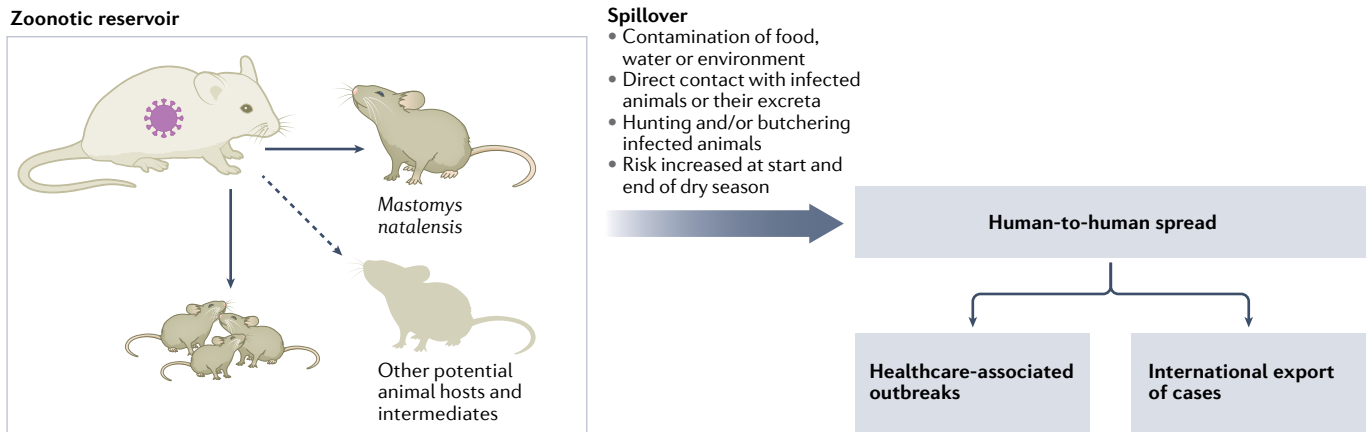 Zoonotic reservoir
Mastomys
natalensis
Other potential
animal hosts and
intermediates
Spillover
• Contamination of food,
water or environment
• Direct contact with infected
animals or their excreta
• Hunting and/or butchering
infected animals
• Risk increased at start and
end of dry season
Human-to-human spread
Healthcare-associated
outbreaks
International export
of cases